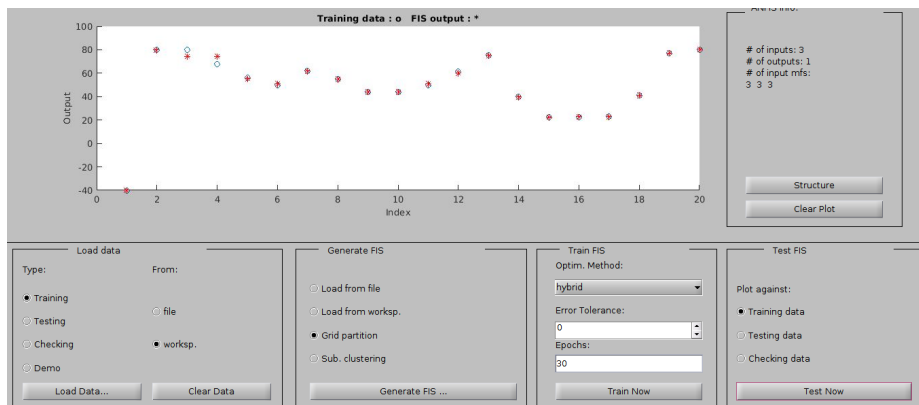 Training data : o FIS output : *
100
80
60
40
20
0
-20
-40
Output
0 2 4 6 8 10 12 14 16 18 20
Index
ANFIS Info:
# of inputs: 3
# of outputs: 1
# of input mfs:
3 3 3
Structure
Clear Plot
Load data
Type:
From:
Training
Testing
Checking
Demo
file
worksp.
Load Data...
Clear Data
Generate FIS
Load from file
Load from worksp.
Grid partition
Sub. clustering
Generate FIS ...
Train FIS
Optim. Method:
hybrid
Error Tolerance:
0
Epochs:
30
Train Now
Test FIS
Plot against:
Training data
Testing data
Checking data
Test Now